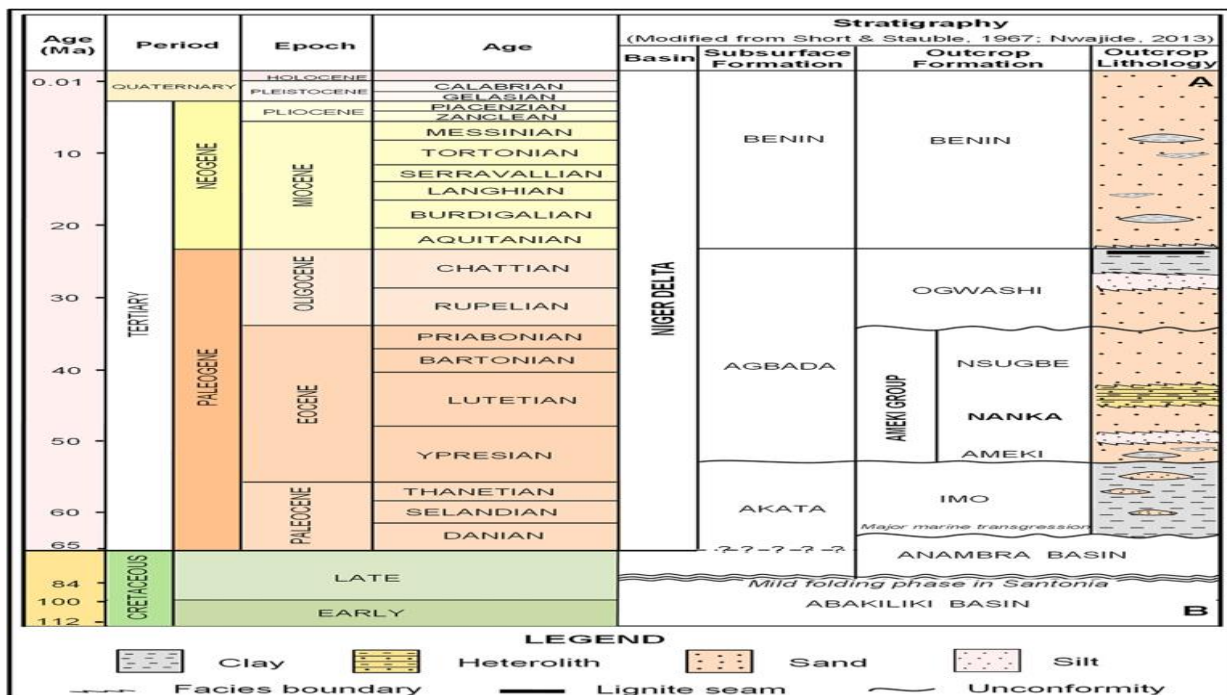 Age (Ma) Period Epoch Age Stratigraphy
(Modified from Short & Stauble, 1967; Nwajide, 2013)
Basin Subsurface Formation Outcrop Formation Outcrop Lithology
0.01
10
20
30
40
50
60
65
84
100
112
QUATERNARY
TERTIARY
NEOGENE
PALEOGENE
CRETACEOUS
HOLOCENE
PLEISTOCENE
PLIOCENE
MIOCENE
OLIGOCENE
EOCENE
PALEOCENE
LATE
EARLY
CALABRIAN
GELASIAN
PIACENZIAN
ZANCLEAN
MESSINIAN
TORTONIAN
SERRAVALLIAN
LANGHIAN
BURDIGALIAN
AQUITANIAN
CHATTIAN
RUPELIAN
PRIABONIAN
BARTONIAN
LUTETIAN
YPRESIAN
THANETIAN
SELANDIAN
DANIAN
NIGER DELTA
BENIN
AGBADA
AKATA
-?-?-?-?-
BENIN
OGWASHI
AMEKI GROUP
NSUGBE
NANKA
AMEKI
IMO
Major marine transgression
ANAMBRA BASIN
Mild folding phase in Santonia
ABAKILIKI BASIN
A
B
LEGEND
Clay Heterolith Sand Silt
Facies boundary Lignite seam Unconformity